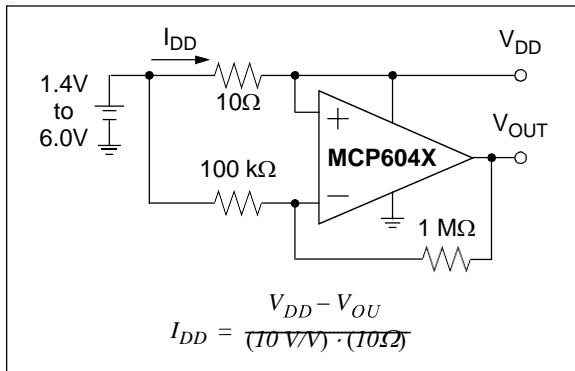 I_DD
V_DD
1.4V
to
6.0V
10Ω
+
MCP604X
V_OUT
100 kΩ
–
1 MΩ
I_DD = (V_DD – V_OU) / ((10 V/V) · (10Ω))